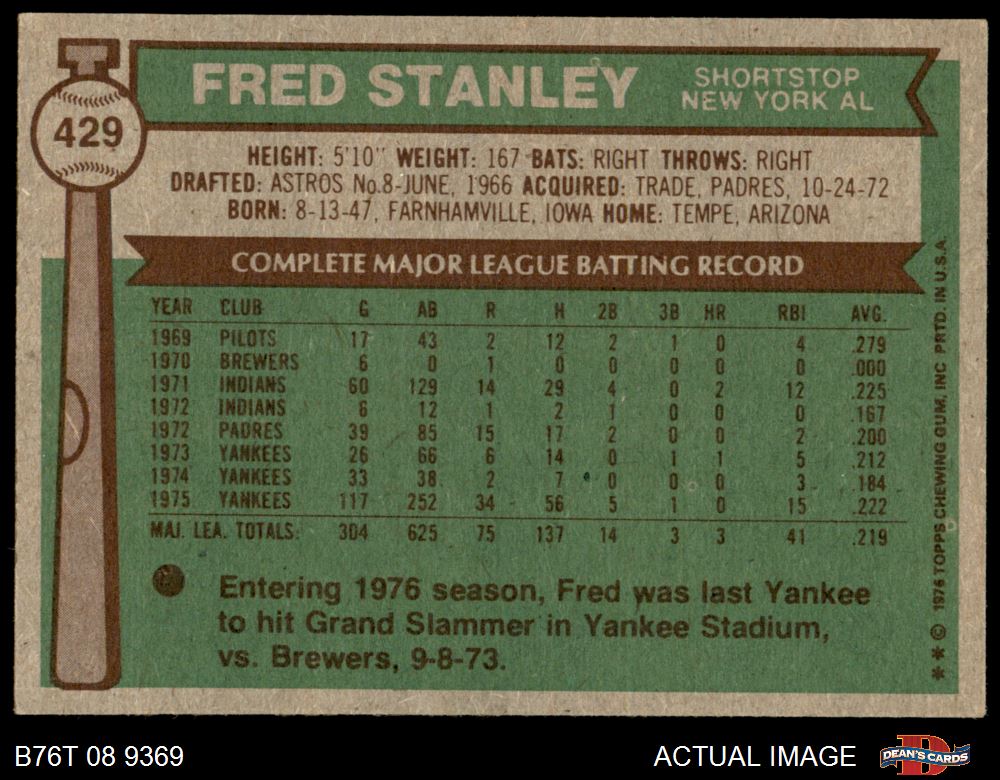 FRED STANLEY
SHORTSTOP
NEW YORK AL
429
HEIGHT: 5'10" WEIGHT: 167 BATS: RIGHT THROWS: RIGHT
DRAFTED: ASTROS No.8-JUNE, 1966 ACQUIRED: TRADE, PADRES, 10-24-72
BORN: 8-13-47, FARNHAMVILLE, IOWA HOME: TEMPE, ARIZONA
COMPLETE MAJOR LEAGUE BATTING RECORD
YEAR CLUB G AB R H 2B 3B HR RBI AVG.
1969 PILOTS 17 43 2 12 2 1 0 4 .279
1970 BREWERS 6 0 1 0 0 0 0 0 .000
1971 INDIANS 60 129 14 29 4 0 2 12 .225
1972 INDIANS 6 12 1 2 1 0 0 0 .167
1972 PADRES 39 85 15 17 2 0 0 2 .200
1973 YANKEES 26 66 6 14 0 1 1 5 .212
1974 YANKEES 33 38 2 7 0 0 0 3 .184
1975 YANKEES 117 252 34 56 5 1 0 15 .222
MAJ. LEA. TOTALS: 304 625 75 137 14 3 3 41 .219
Entering 1976 season, Fred was last Yankee
to hit Grand Slammer in Yankee Stadium,
vs. Brewers, 9-8-73.
** © 1976 TOPPS CHEWING GUM, INC PRTD. IN U.S.A.
B76T 08 9369
ACTUAL IMAGE
D
DEAN'S CARDS